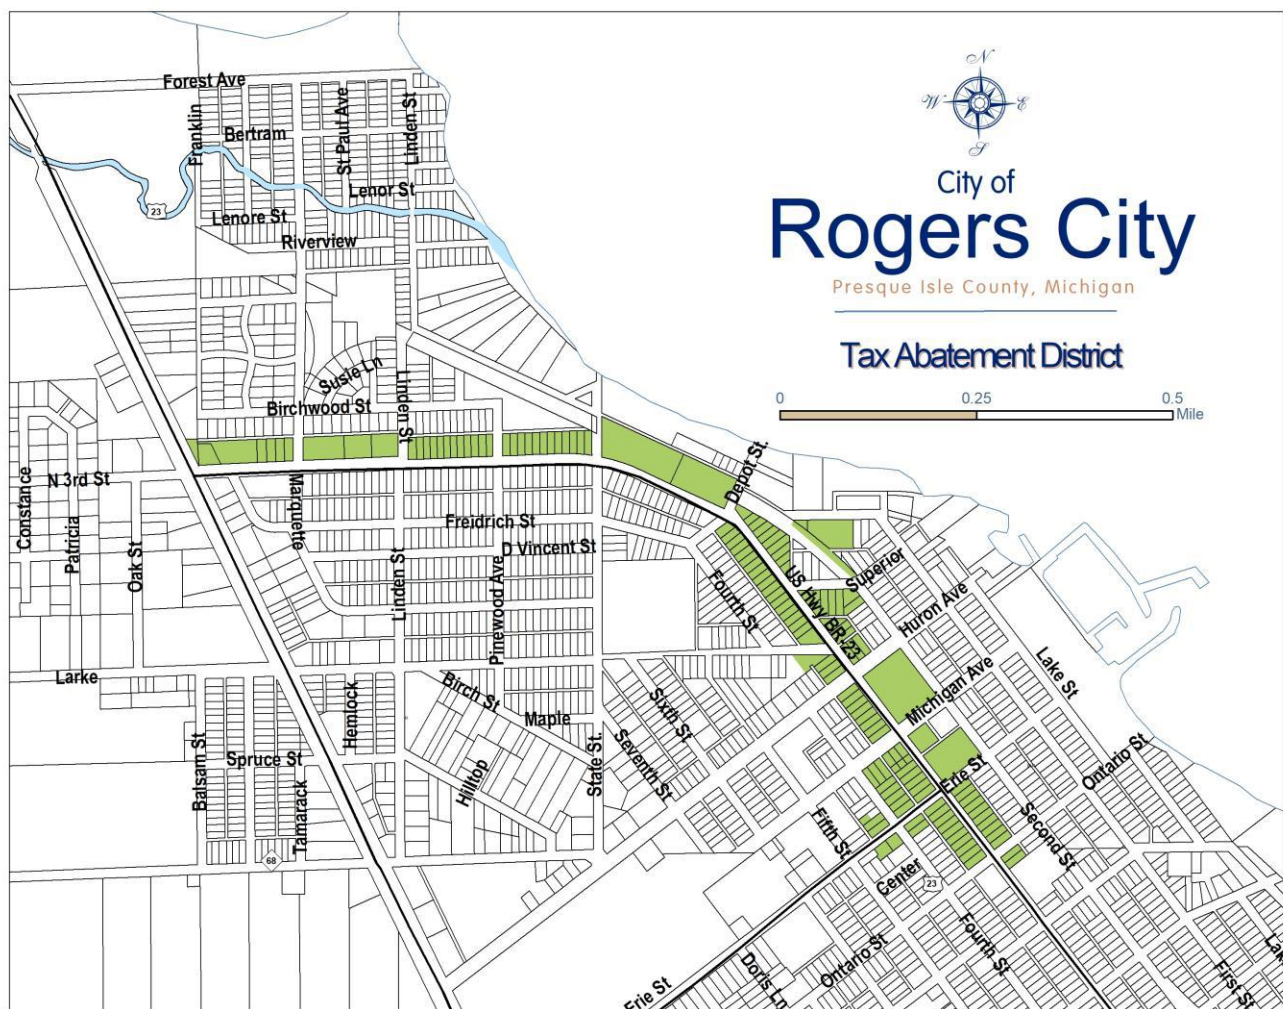 N
W
E
S
City of
Rogers City
Presque Isle County, Michigan
Tax Abatement District
0
0.25
0.5
Mile
Forest Ave
Franklin
Bertram
St Paul Ave
Linden St
Lenor St
23
Lenore St
Riverview
Susie Ln
Birchwood St
Linden St
Constance
N 3rd St
Patricia
Oak St
Marquette
Freidrich St
D Vincent St
Linden St
Pinewood Ave
Depot St.
Fourth St
US Hwy BR-23
Superior
Huron Ave
Larke
Hemlock
Birch St
Maple
Sixth St
Seventh St
State St.
Michigan Ave
Lake St
Balsam St
Spruce St
Tamarack
Hilltop
68
Fifth St
Erie St
Ontario St
Second St
Center
23
Erie St
Doris Ln
Ontario St
Fourth St
First St
Lak